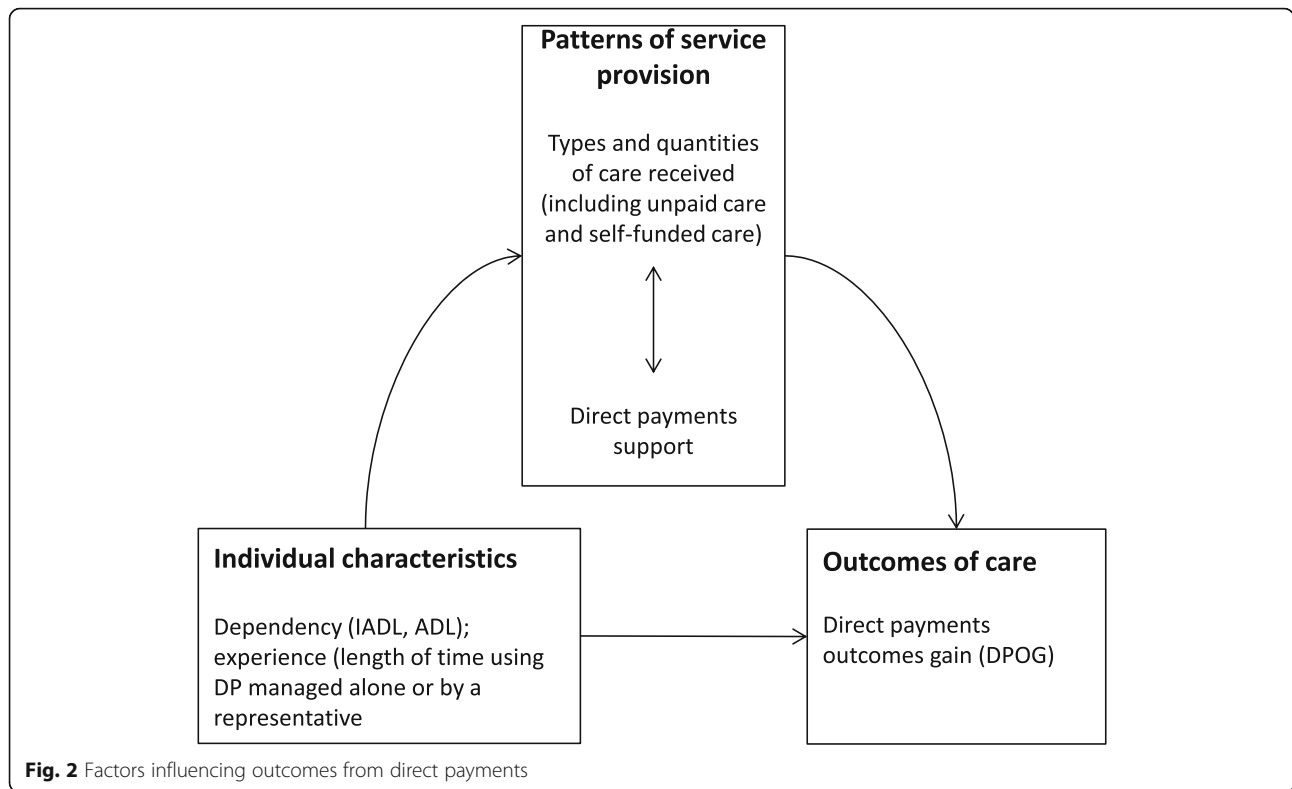 Patterns of service
provision
Types and quantities
of care received
(including unpaid care
and self-funded care)
Direct payments
support
Individual characteristics
Dependency (IADL, ADL);
experience (length of time using
DP managed alone or by a
representative
Outcomes of care
Direct payments
outcomes gain (DPOG)
Fig. 2 Factors influencing outcomes from direct payments